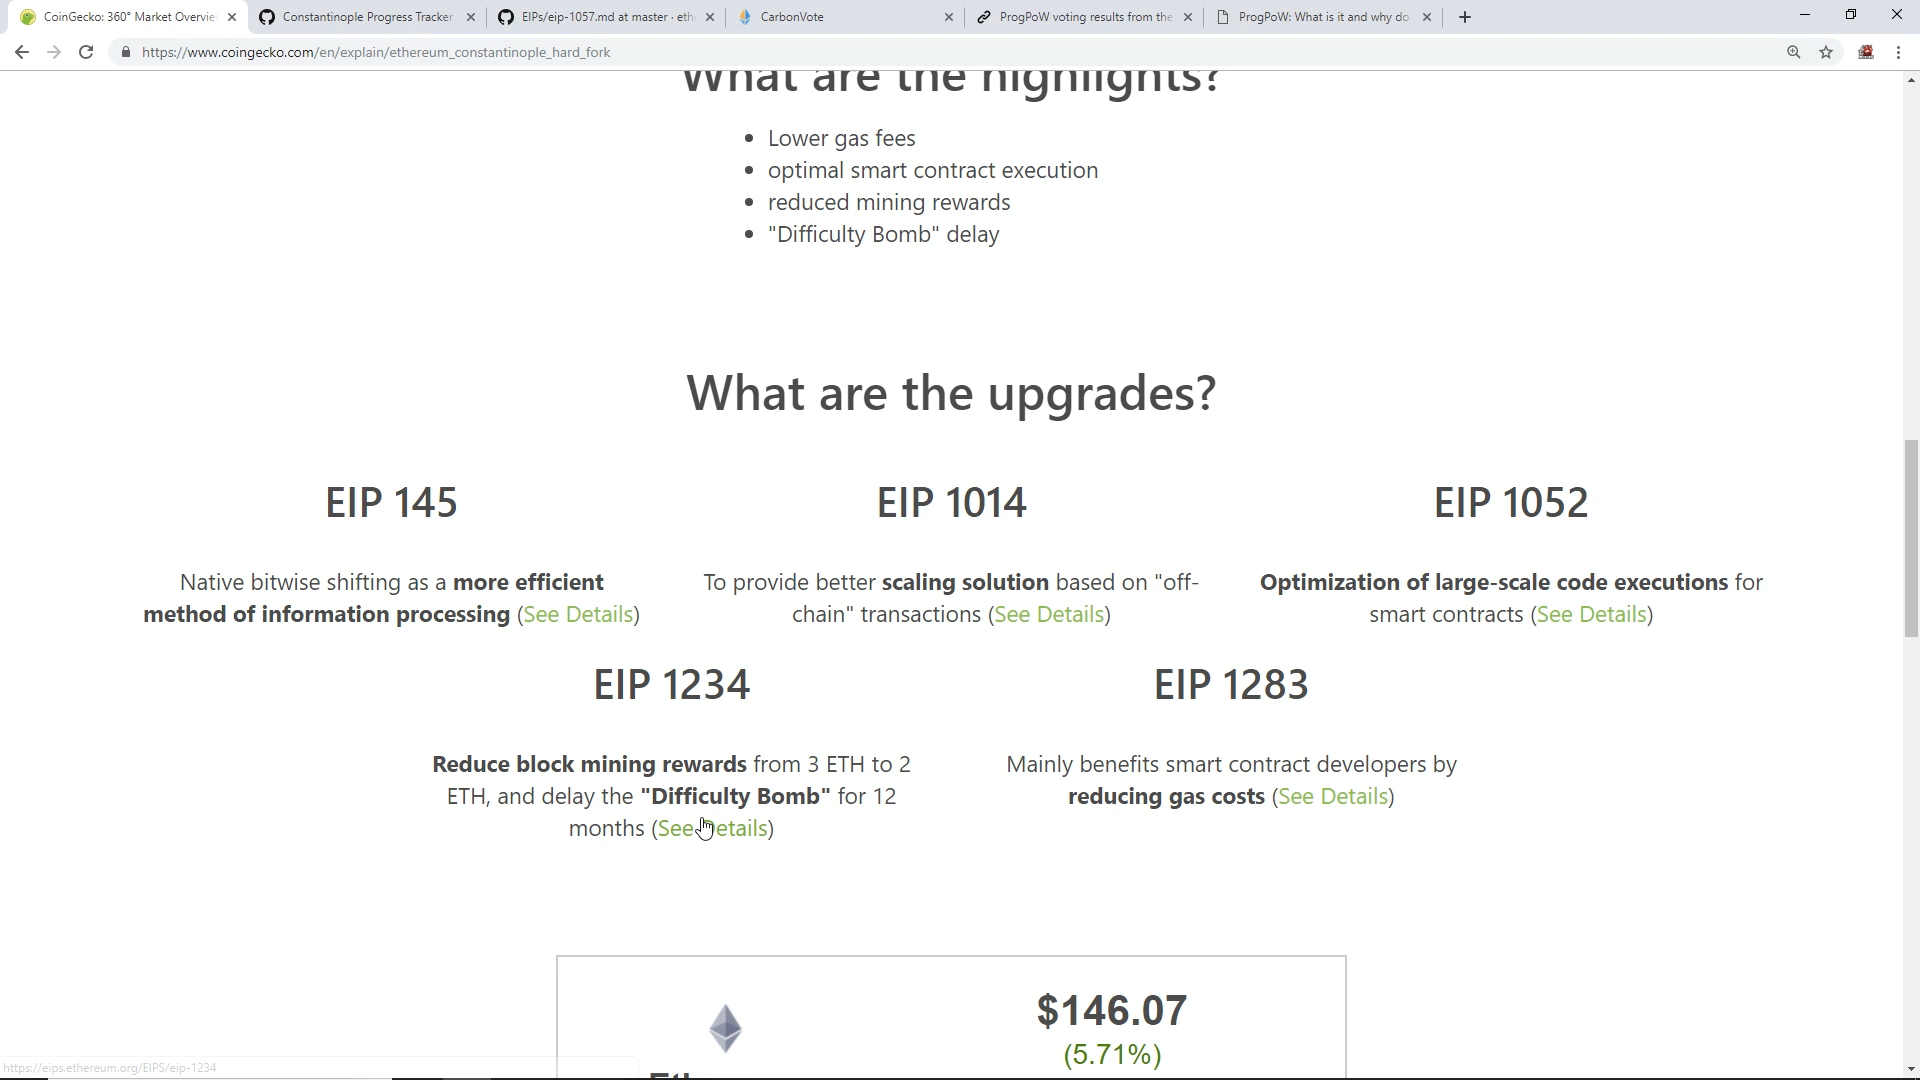 CoinGecko: 360° Market Overvie
Constantinople Progress Tracker
EIPs/eip-1057.md at master · eth
CarbonVote
ProgPoW voting results from the
ProgPoW: What is it and why do
https://www.coingecko.com/en/explain/ethereum_constantinople_hard_fork
What are the highlights?
• Lower gas fees
• optimal smart contract execution
• reduced mining rewards
• "Difficulty Bomb" delay
What are the upgrades?
EIP 145
EIP 1014
EIP 1052
Native bitwise shifting as a more efficient
method of information processing (See Details)
To provide better scaling solution based on "off-
chain" transactions (See Details)
Optimization of large-scale code executions for
smart contracts (See Details)
EIP 1234
EIP 1283
Reduce block mining rewards from 3 ETH to 2
ETH, and delay the "Difficulty Bomb" for 12
months (See Details)
Mainly benefits smart contract developers by
reducing gas costs (See Details)
$146.07
(5.71%)
https://eips.ethereum.org/EIPS/eip-1234